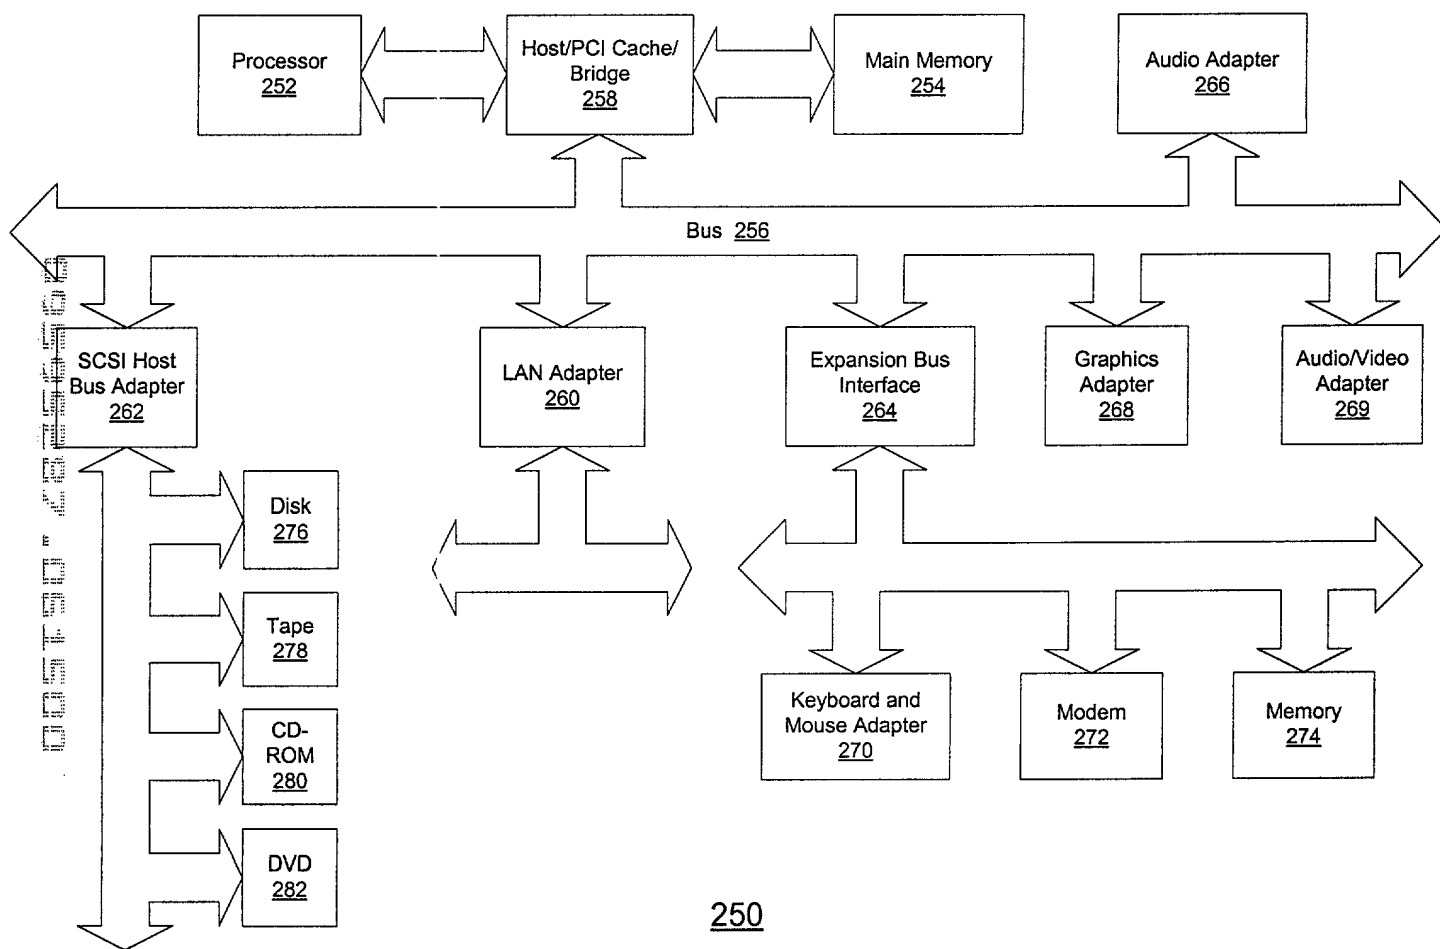 Processor
252
Host/PCI Cache/
Bridge
258
Main Memory
254
Audio Adapter
266
Bus 256
SCSI Host
Bus Adapter
262
LAN Adapter
260
Expansion Bus
Interface
264
Graphics
Adapter
268
Audio/Video
Adapter
269
Disk
276
Tape
278
CD-
ROM
280
DVD
282
Keyboard and
Mouse Adapter
270
Modem
272
Memory
274
250